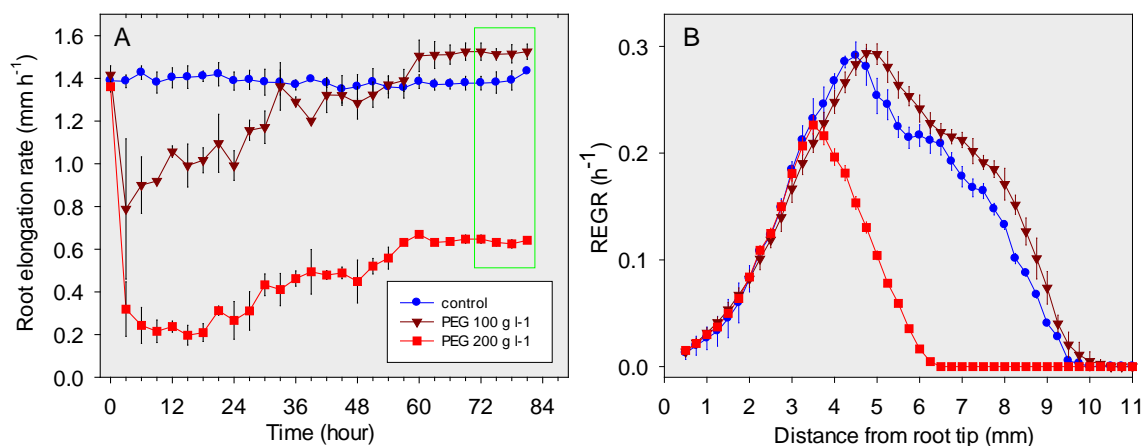 A
Root elongation rate (mm h-1)
1.6
1.4
1.2
1.0
0.8
0.6
0.4
0.2
0.0
control
PEG 100 g l-1
PEG 200 g l-1
0 12 24 36 48 60 72 84
Time (hour)
B
REGR (h-1)
0.3
0.2
0.1
0.0
0 1 2 3 4 5 6 7 8 9 10 11
Distance from root tip (mm)